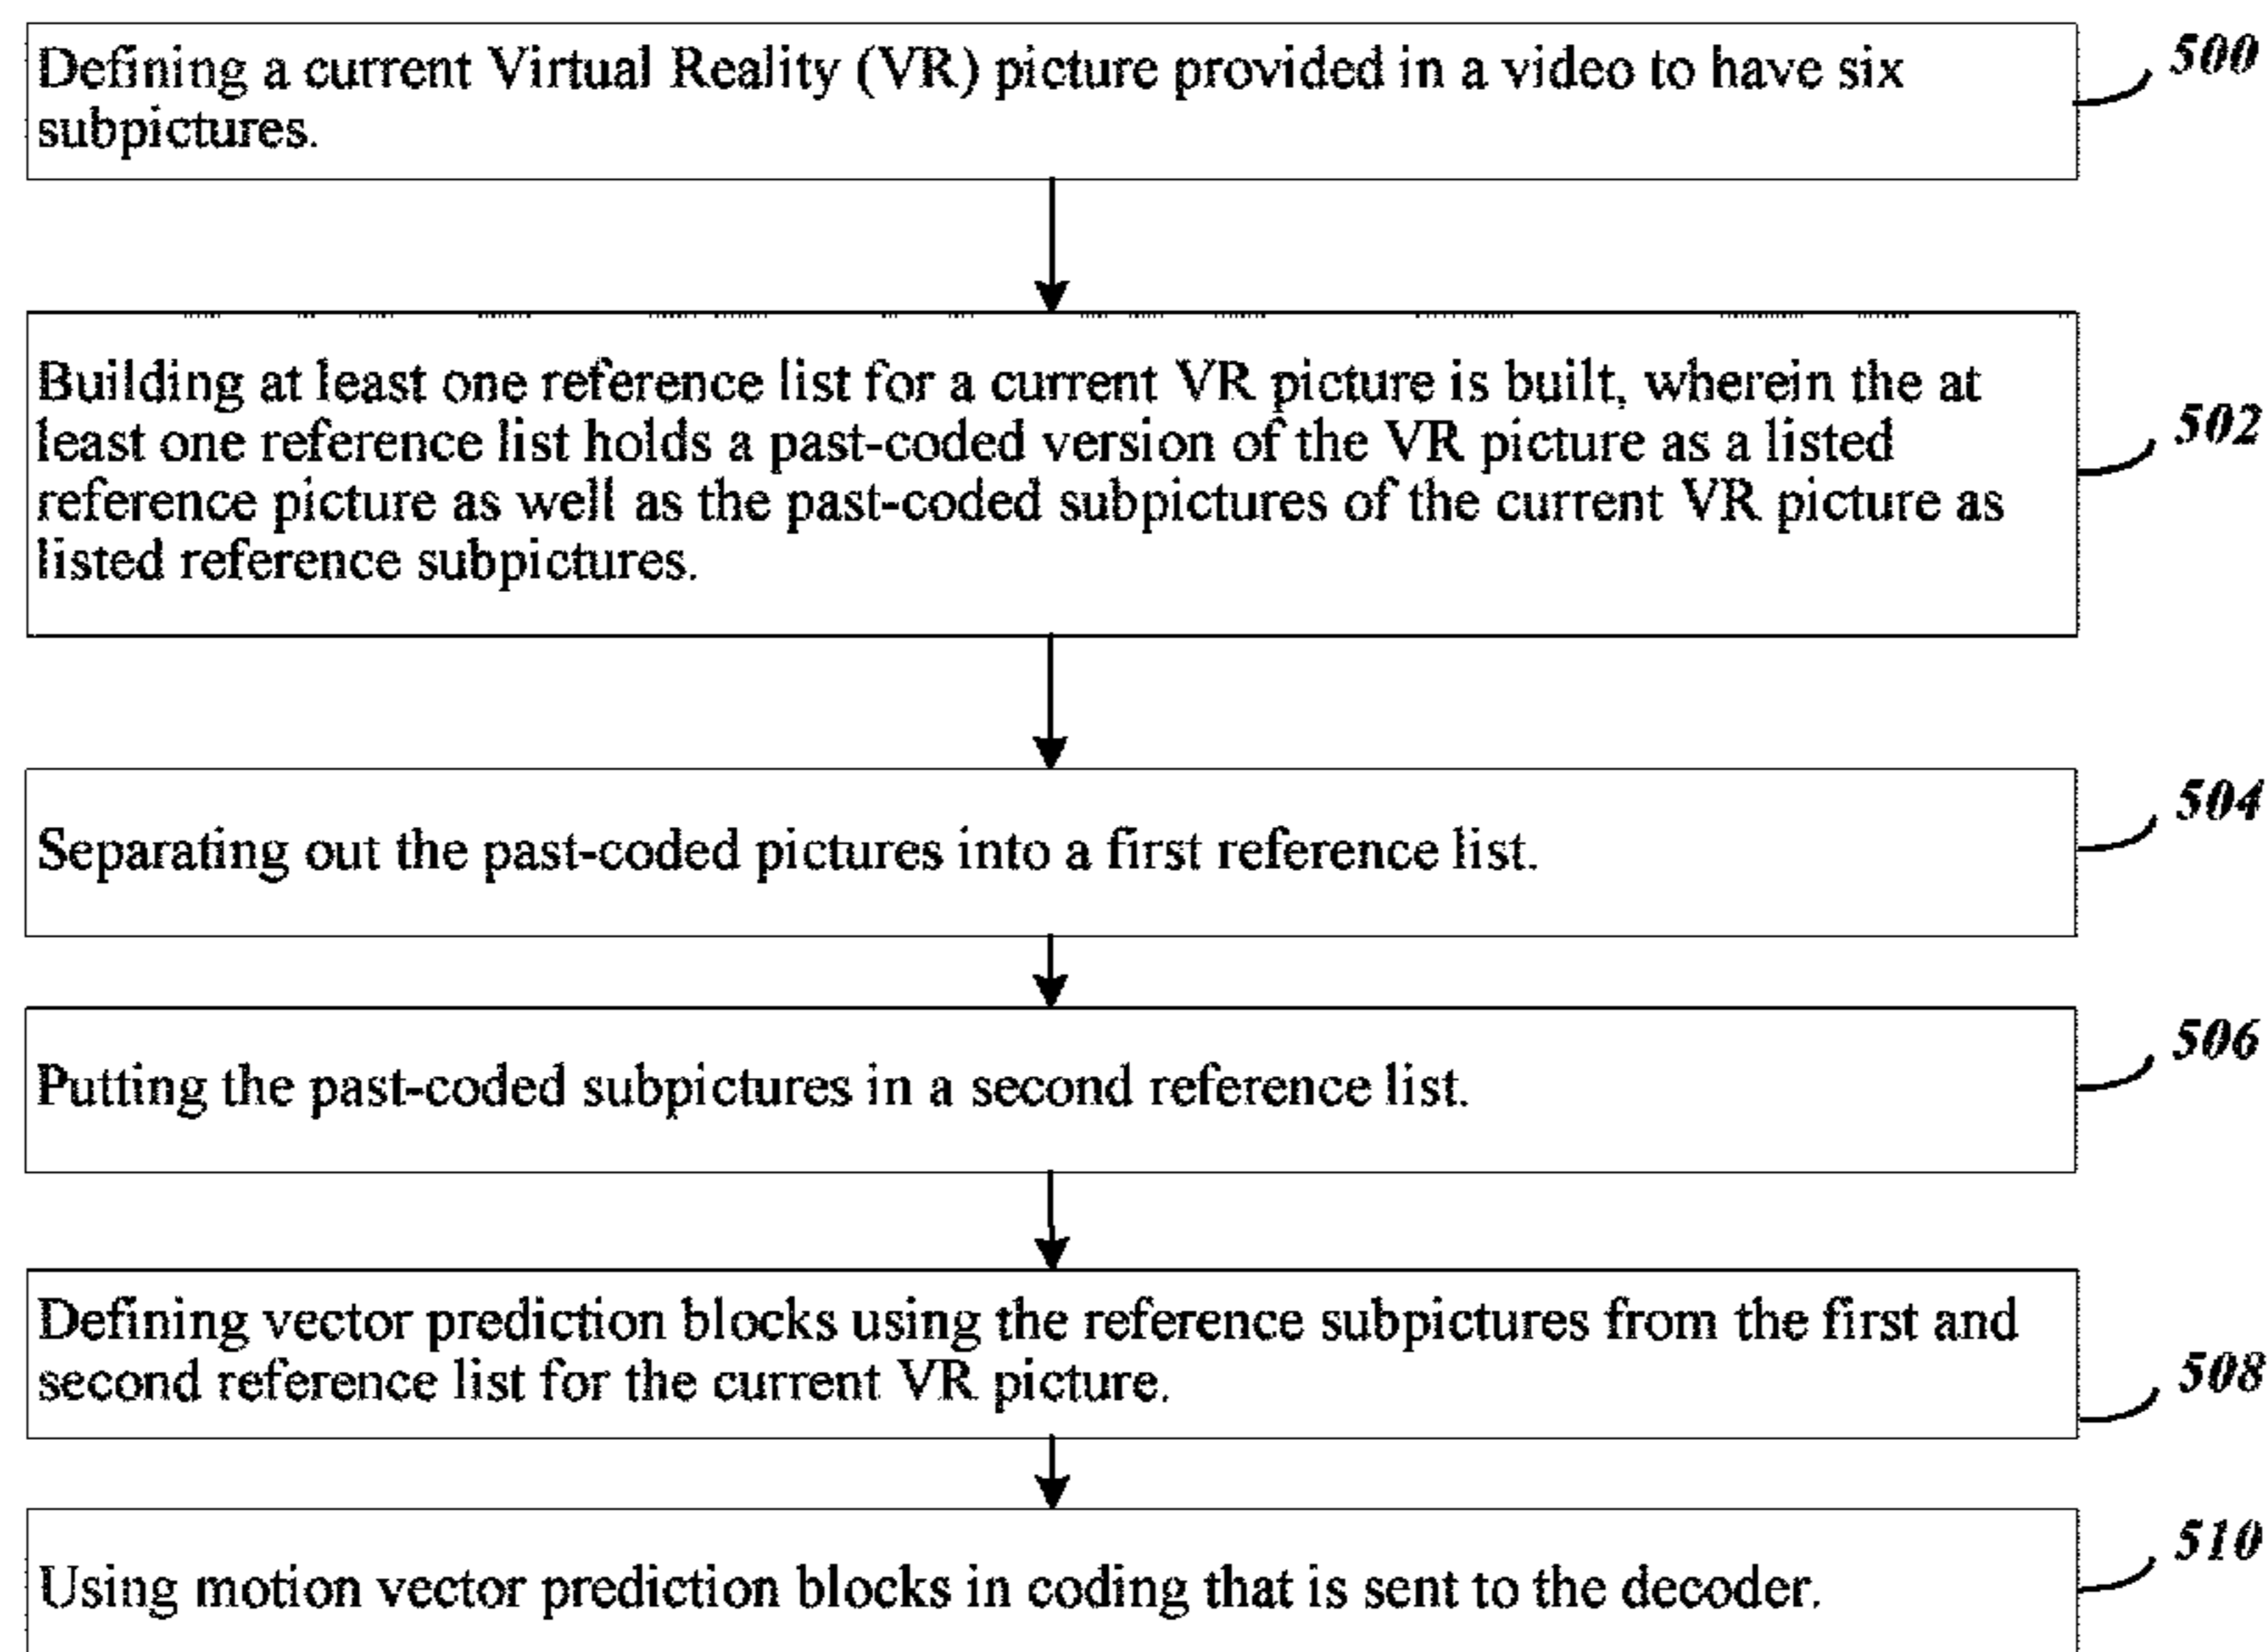 Defining a current Virtual Reality (VR) picture provided in a video to have six
subpictures.
500
Building at least one reference list for a current VR picture is built, wherein the at
least one reference list holds a past-coded version of the VR picture as a listed
reference picture as well as the past-coded subpictures of the current VR picture as
listed reference subpictures.
502
Separating out the past-coded pictures into a first reference list.
504
Putting the past-coded subpictures in a second reference list.
506
Defining vector prediction blocks using the reference subpictures from the first and
second reference list for the current VR picture.
508
Using motion vector prediction blocks in coding that is sent to the decoder.
510